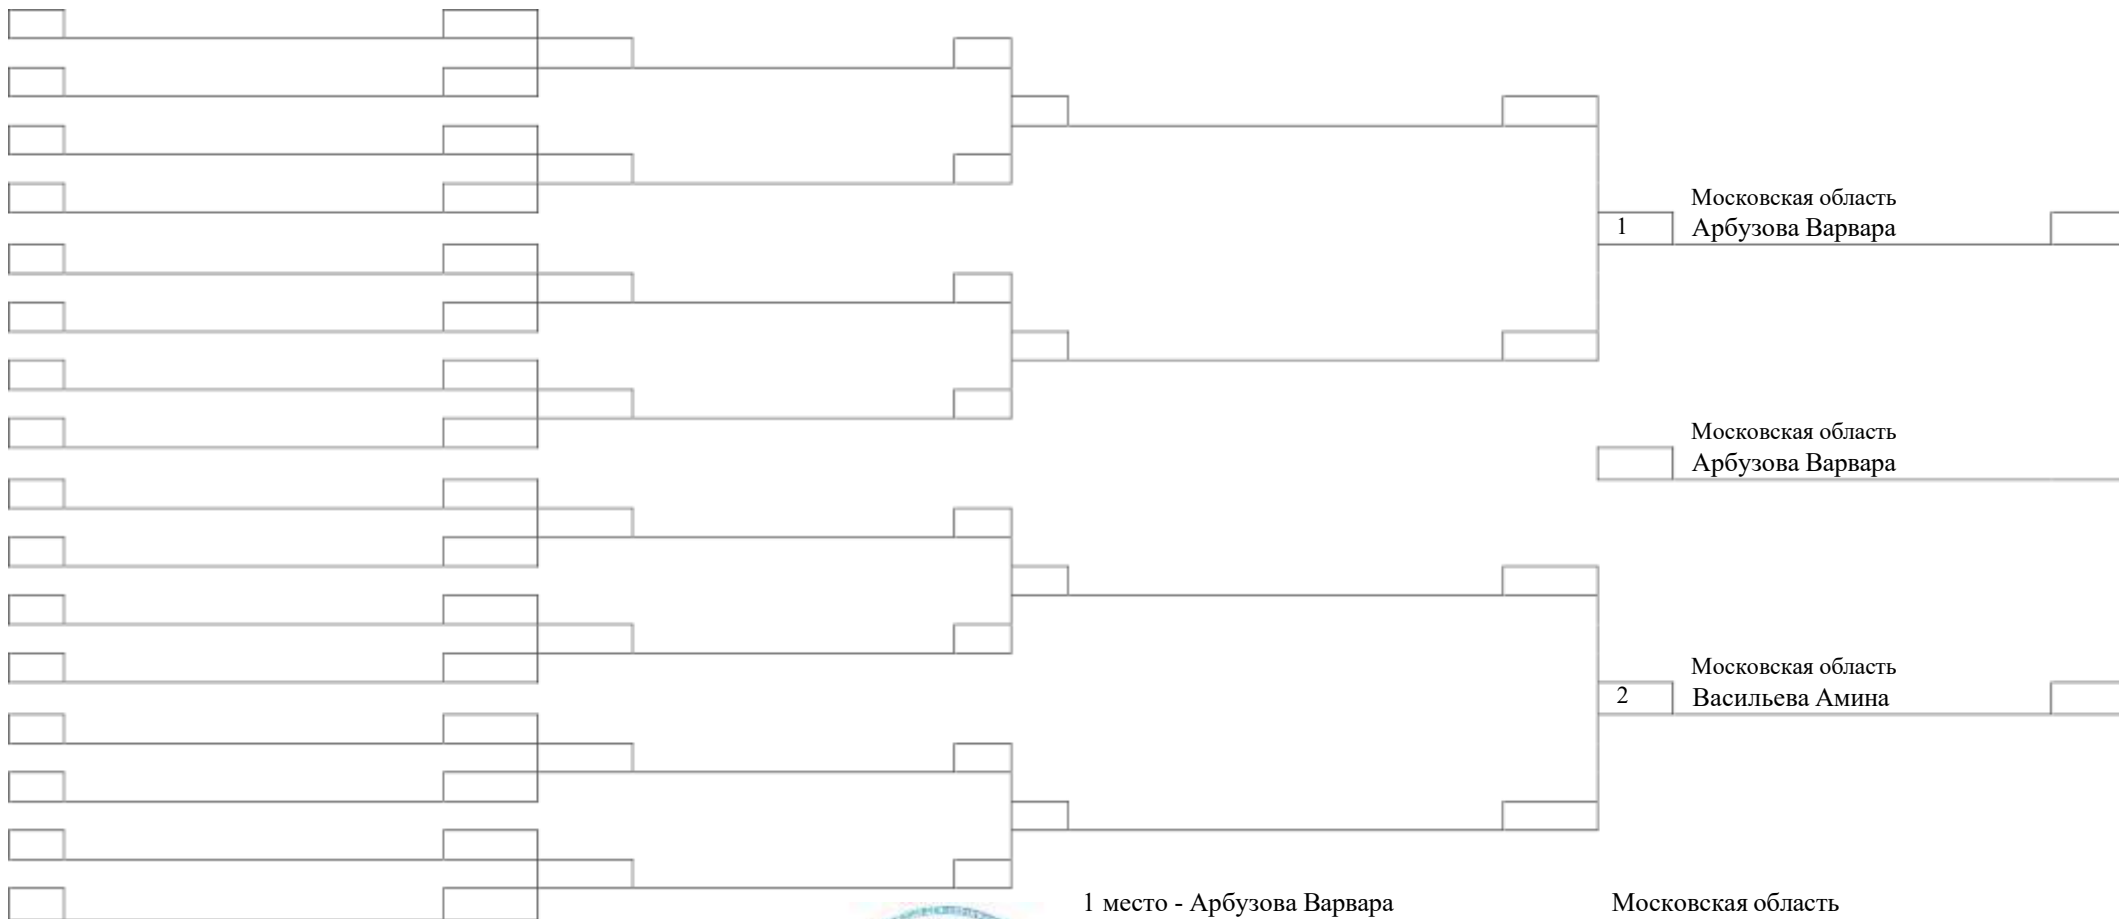 Московская область
1 Арбузова Варвара
Московская область
Арбузова Варвара
Московская область
2 Васильева Амина
1 место - Арбузова Варвара Московская область